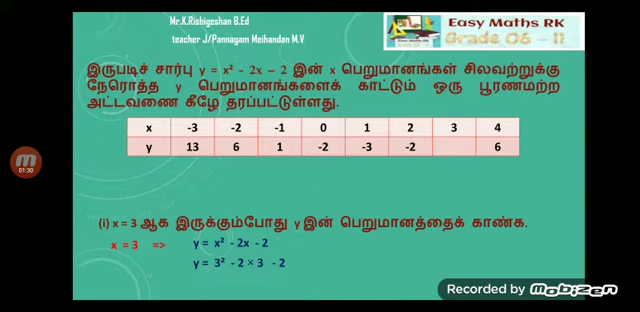 Mr.K.Rishigeshan B.Ed
teacher J/Pannagam Meihandan M.V
Easy Maths RK
Grade 06 - 11
இருபடிச் சார்பு y = x² - 2x – 2 இன் x பெறுமானங்கள் சிலவற்றுக்கு
நேரொத்த y பெறுமானங்களைக் காட்டும் ஒரு பூரணமற்ற
அட்டவணை கீழே தரப்பட்டுள்ளது.
x -3 -2 -1 0 1 2 3 4
y 13 6 1 -2 -3 -2 6
01:30
(i) x = 3 ஆக இருக்கும்போது y இன் பெறுமானத்தைக் காண்க.
x = 3 => y = x² - 2x - 2
y = 3² - 2 × 3 - 2
Recorded by Mobizen